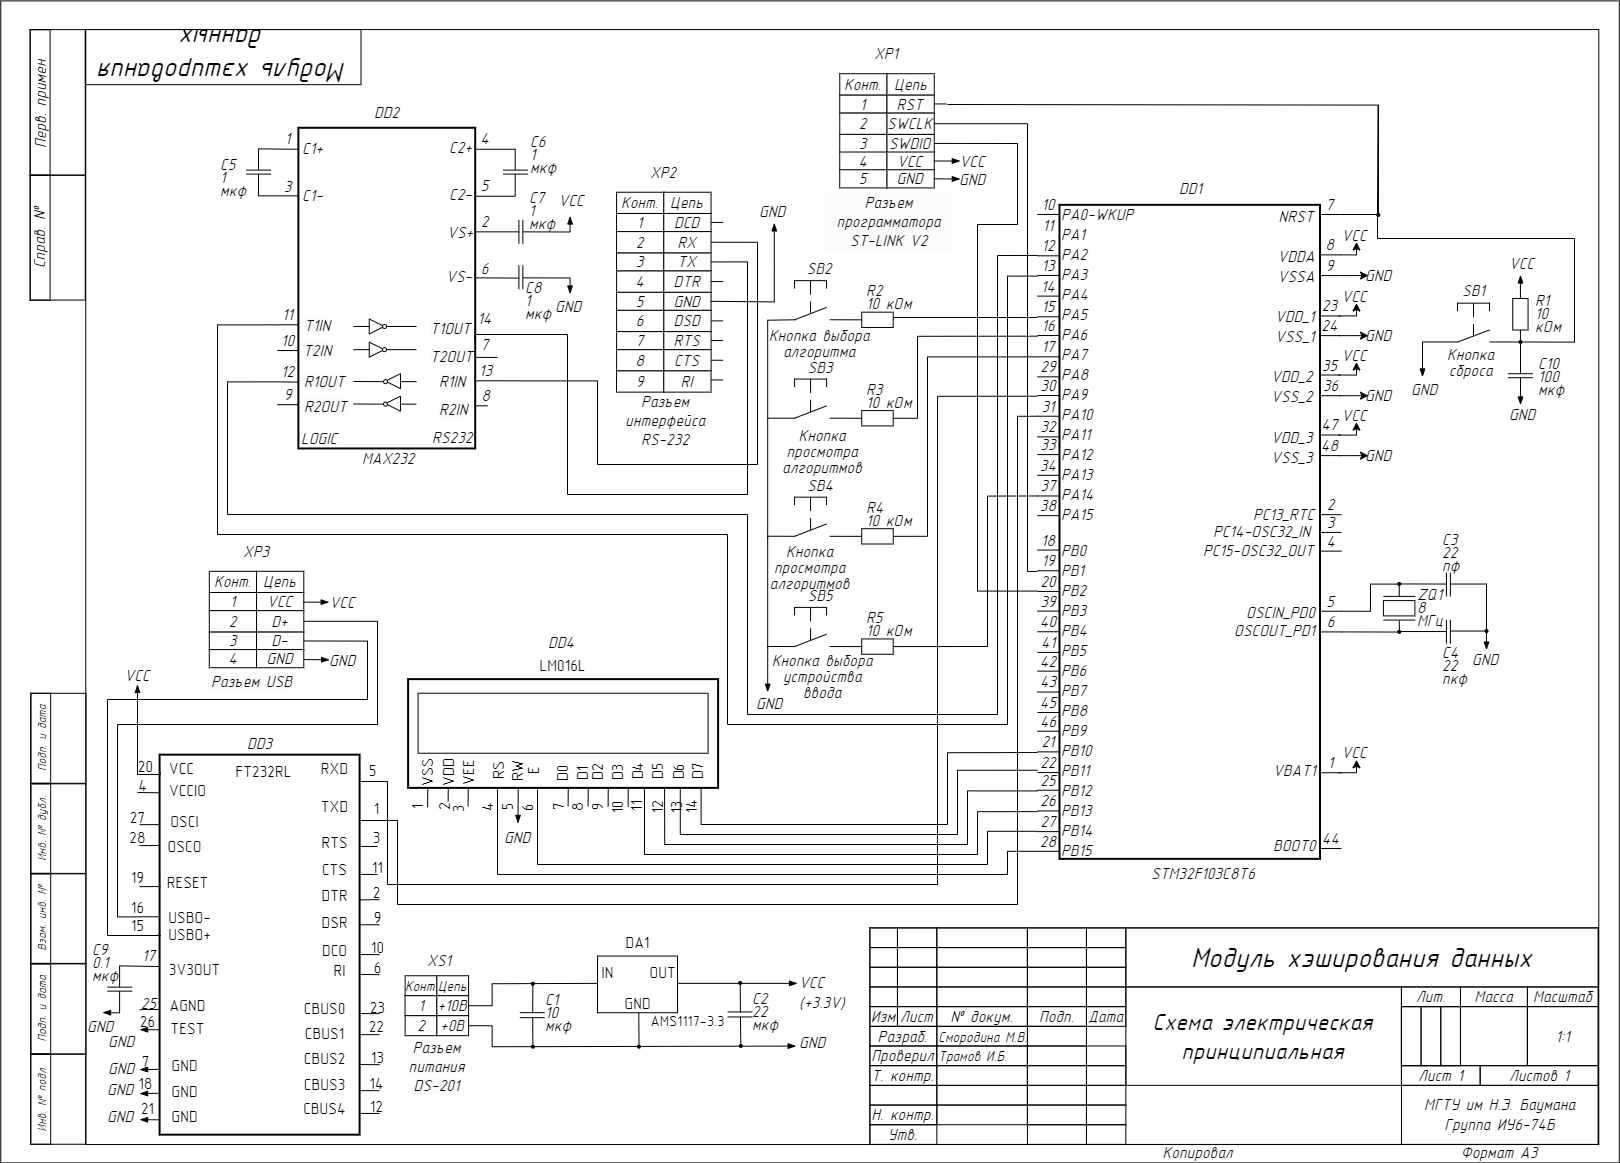 Модуль хэширования
данных
Перв. примен.
Справ. №
Подп. и дата
Инв. № дубл.
Взам. инв. №
Подп. и дата
Инв. № подл.
DD2
1
C1+
3
C1-
4
C2+
5
C2-
2
VS+
6
VS-
11
T1IN
10
T2IN
12
R1OUT
9
R2OUT
14
T1OUT
7
T2OUT
13
R1IN
8
R2IN
LOGIC
RS232
MAX232
C5
1
мкф
C6
1
мкф
C7
1
мкф
VCC
C8
1
мкф
GND
XP2
Конт. Цепь
1 DCD
2 RX
3 TX
4 DTR
5 GND
6 DSD
7 RTS
8 CTS
9 RI
Разъем
интерфейса
RS-232
GND
XP1
Конт. Цепь
1 RST
2 SWCLK
3 SWDIO
4 VCC
5 GND
VCC
GND
Разъем
программатора
ST-LINK V2
SB2
R2
10 кОм
Кнопка выбора
алгоритма
SB3
R3
10 кОм
Кнопка
просмотра
алгоритмов
SB4
R4
10 кОм
Кнопка
просмотра
алгоритмов
SB5
R5
10 кОм
Кнопка выбора
устройства
ввода
GND
DD1
10 PA0-WKUP
11 PA1
12 PA2
13 PA3
14 PA4
15 PA5
16 PA6
17 PA7
29 PA8
30 PA9
31 PA10
32 PA11
33 PA12
34 PA13
37 PA14
38 PA15
18 PB0
19 PB1
20 PB2
39 PB3
40 PB4
41 PB5
42 PB6
43 PB7
45 PB8
46 PB9
21 PB10
22 PB11
25 PB12
26 PB13
27 PB14
28 PB15
NRST 7
VDDA 8 VCC
VSSA 9 GND
VDD_1 23 VCC
VSS_1 24 GND
VDD_2 35 VCC
VSS_2 36 GND
VDD_3 47 VCC
VSS_3 48 GND
PC13_RTC 2
PC14-OSC32_IN 3
PC15-OSC32_OUT 4
OSCIN_PD0 5
OSCOUT_PD1 6
VBAT1 1 VCC
BOOT0 44
STM32F103C8T6
VCC
SB1
R1
10
кОм
Кнопка
сброса
GND
C10
100
мкф
GND
C3
22
пф
ZQ1
8
МГц
C4
22
пкф
GND
XP3
Конт. Цепь
1 VCC
2 D+
3 D-
4 GND
VCC
GND
Разъем USB
VCC
DD4
LM016L
VSS
VDD
VEE
RS
RW
E
D0
D1
D2
D3
D4
D5
D6
D7
1
2
3
4
5
6
7
8
9
10
11
12
13
14
GND
DD3
FT232RL
20 VCC
4 VCCIO
27 OSCI
28 OSCO
19 RESET
16 USBO-
15 USBO+
17 3V3OUT
25 AGND
26 TEST
7 GND
18 GND
21 GND
RXD 5
TXD 1
RTS 3
CTS 11
DTR 2
DSR 9
DCO 10
RI 6
CBUS0 23
CBUS1 22
CBUS2 13
CBUS3 14
CBUS4 12
C9
0.1
мкф
GND
GND
GND
GND
GND
XS1
Конт Цепь
1 +10В
2 +0В
Разъем
питания
DS-201
C1
10
мкф
DA1
IN OUT
GND
AMS1117-3.3
C2
22
мкф
VCC
(+3.3V)
GND
Изм Лист № докум. Подп. Дата
Разраб. Смородина М.В.
Проверил Трамов И.Б.
Т. контр.
Н. контр.
Утв.
Модуль хэширования данных
Схема электрическая
принципиальная
Лит. Масса Масштаб
1:1
Лист 1 Листов 1
МГТУ им Н.Э. Баумана
Группа ИУ6-74Б
Копировал
Формат А3